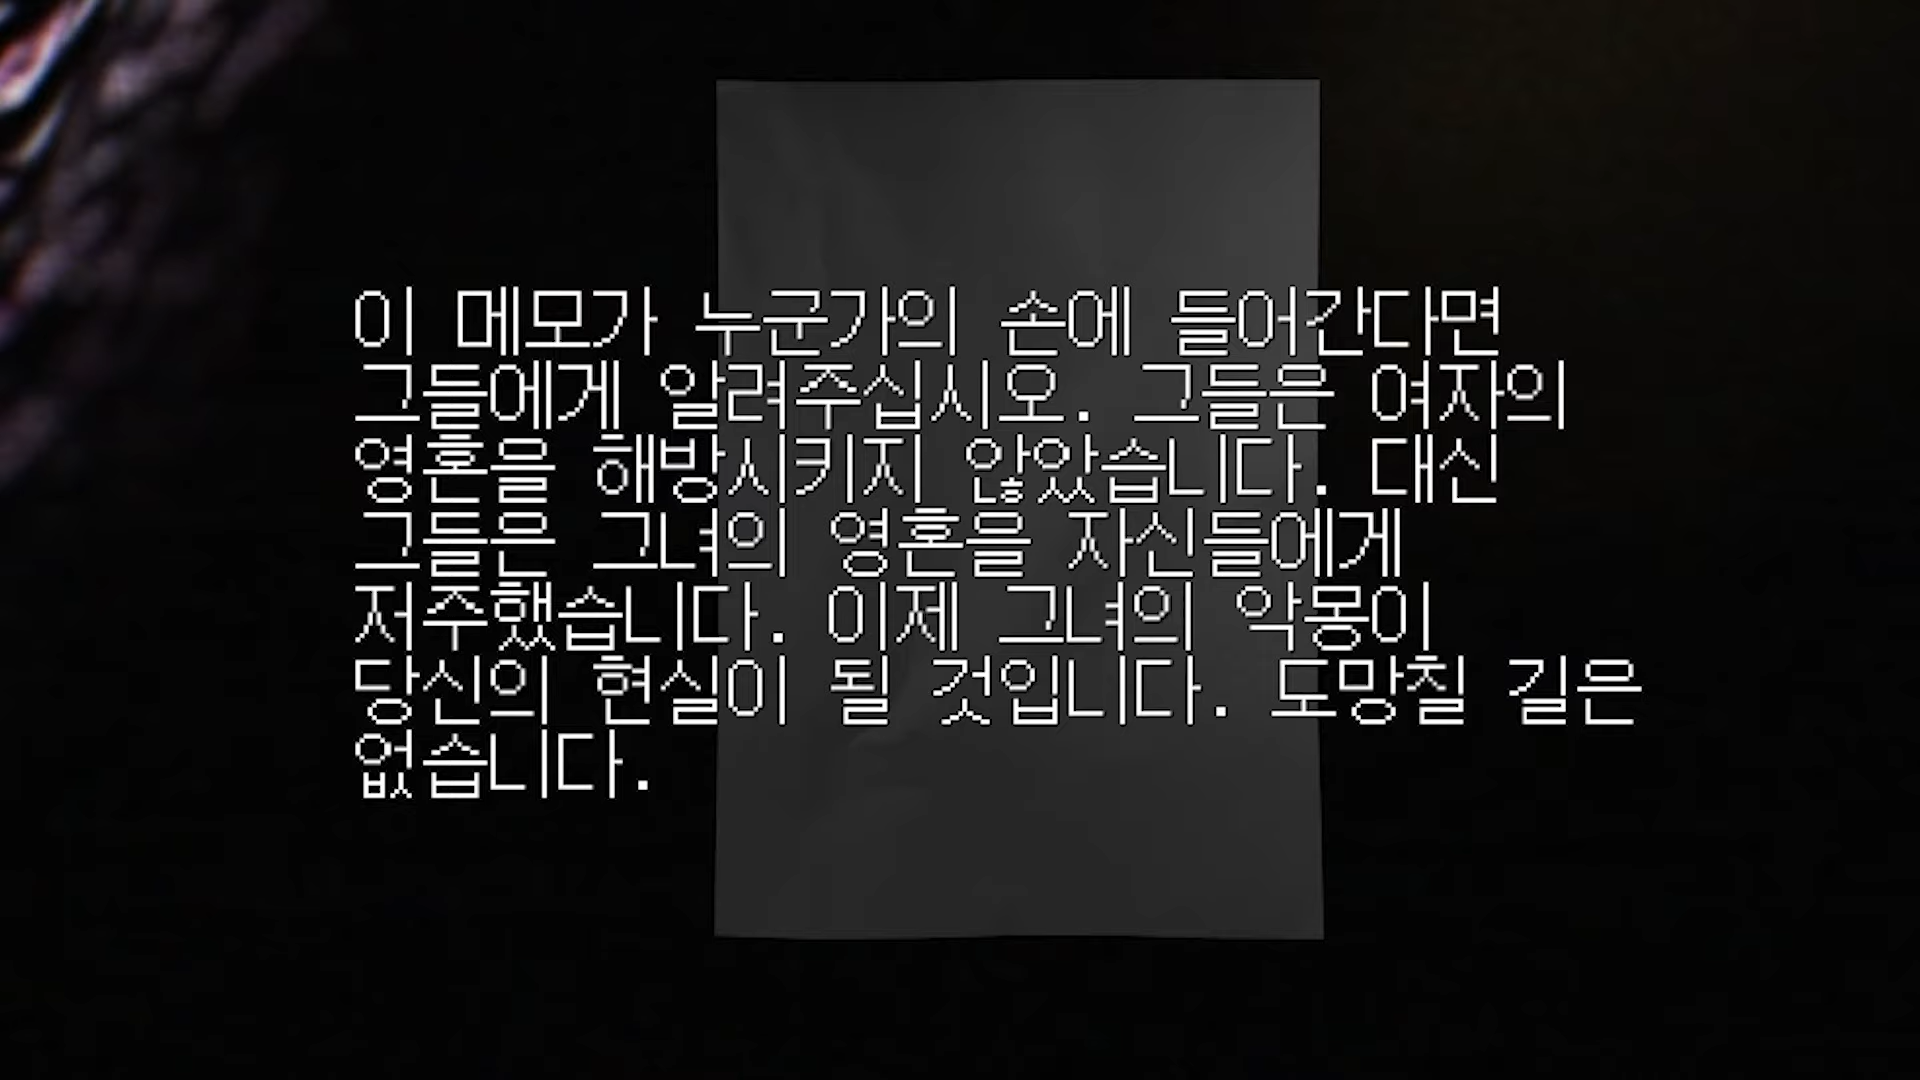 이 메모가 누군가의 손에 들어간다면
그들에게 알려주십시오. 그들은 여자의
영혼을 해방시키지 않았습니다. 대신
그들은 그녀의 영혼을 자신들에게
저주했습니다. 이제 그녀의 악몽이
당신의 현실이 될 것입니다. 도망칠 길은
없습니다.